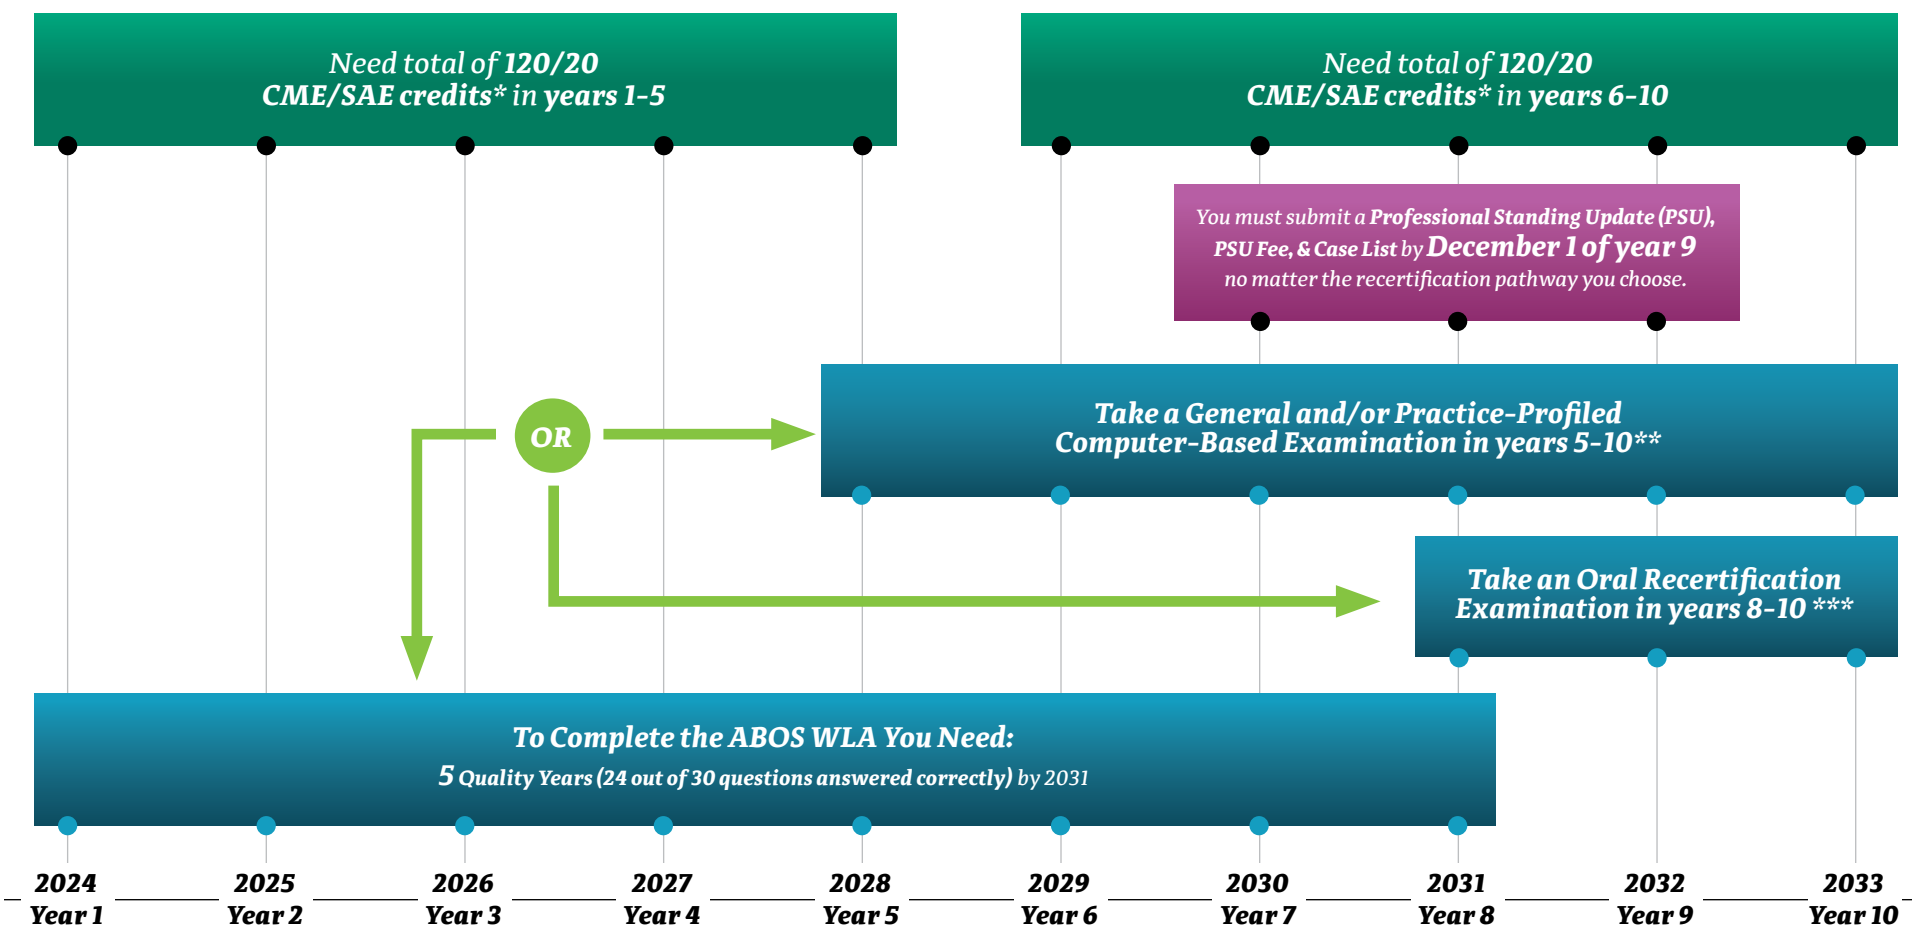 Need total of 120/20
CME/SAE credits* in years 1-5
Need total of 120/20
CME/SAE credits* in years 6-10
You must submit a Professional Standing Update (PSU),
PSU Fee, & Case List by December 1 of year 9
no matter the recertification pathway you choose.
Take a General and/or Practice-Profiled
Computer-Based Examination in years 5-10**
OR
Take an Oral Recertification
Examination in years 8-10 ***
To Complete the ABOS WLA You Need:
5 Quality Years (24 out of 30 questions answered correctly) by 2031
2024 2025 2026 2027 2028 2029 2030 2031 2032 2033
Year 1 Year 2 Year 3 Year 4 Year 5 Year 6 Year 7 Year 8 Year 9 Year 10